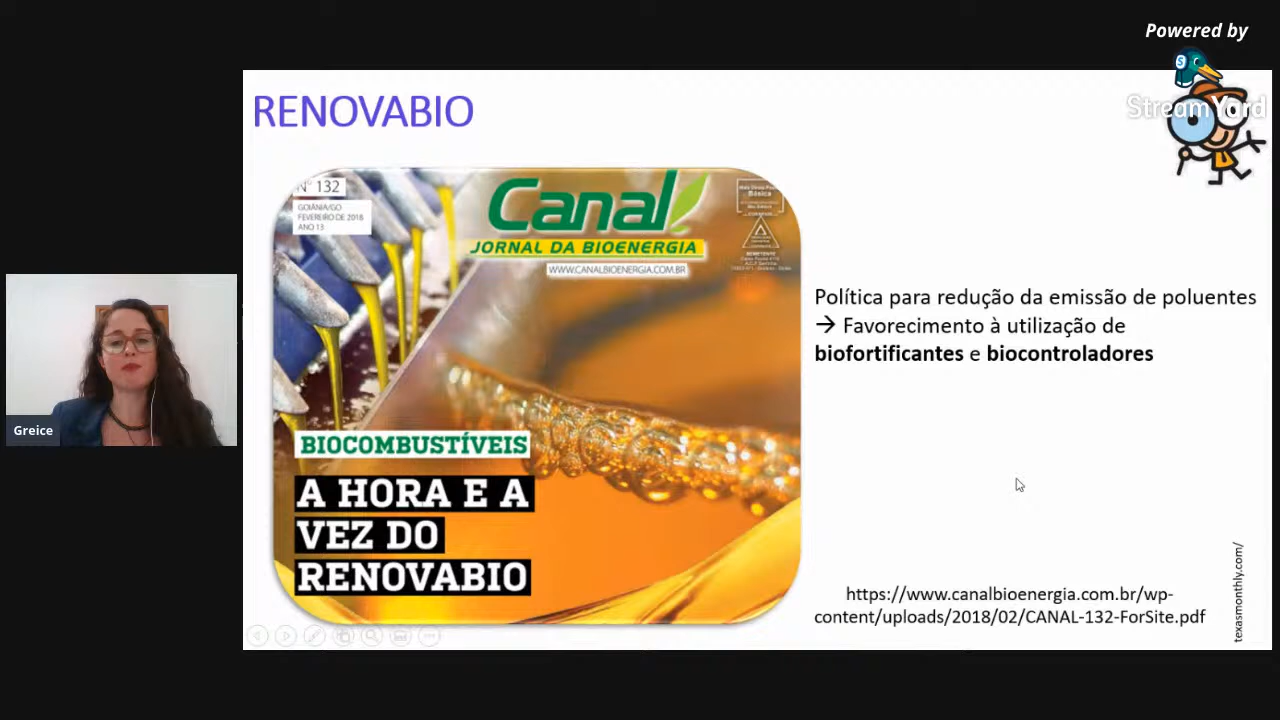 Powered by
StreamYard
S
RENOVABIO
Nº 132
GOIÂNIA/GO
FEVEREIRO DE 2018
ANO 13
Canal
JORNAL DA BIOENERGIA
WWW.CANALBIOENERGIA.COM.BR
Básica
REMETENTE
BIOCOMBUSTÍVEIS
A HORA E A
VEZ DO
RENOVABIO
Política para redução da emissão de poluentes
→ Favorecimento à utilização de
biofortificantes e biocontroladores
https://www.canalbioenergia.com.br/wp-
content/uploads/2018/02/CANAL-132-ForSite.pdf
texasmonthly.com/
Greice